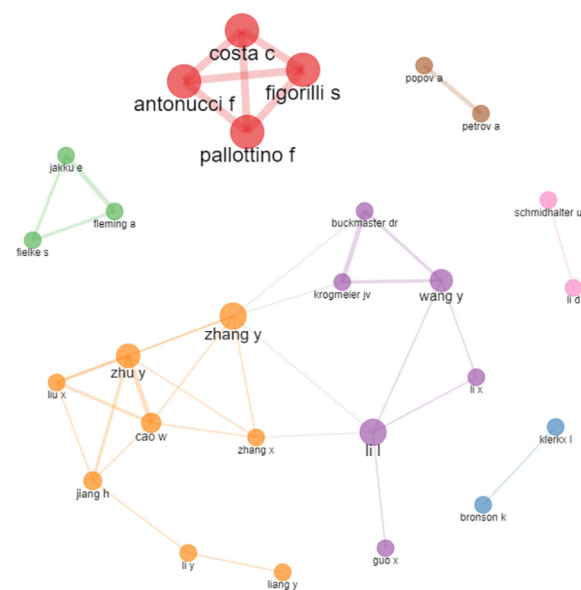 costa c
popov a
antonucci f
figorilli s
petrov a
pallottino f
jakku e
fleming a
fielke s
schmidhalter u
buckmaster dr
krogmeier jv
wang y
li d
zhang y
zhu y
liu x
li x
cao w
zhang x
li l
klerkx l
jiang h
bronson k
li y
guo x
liang y